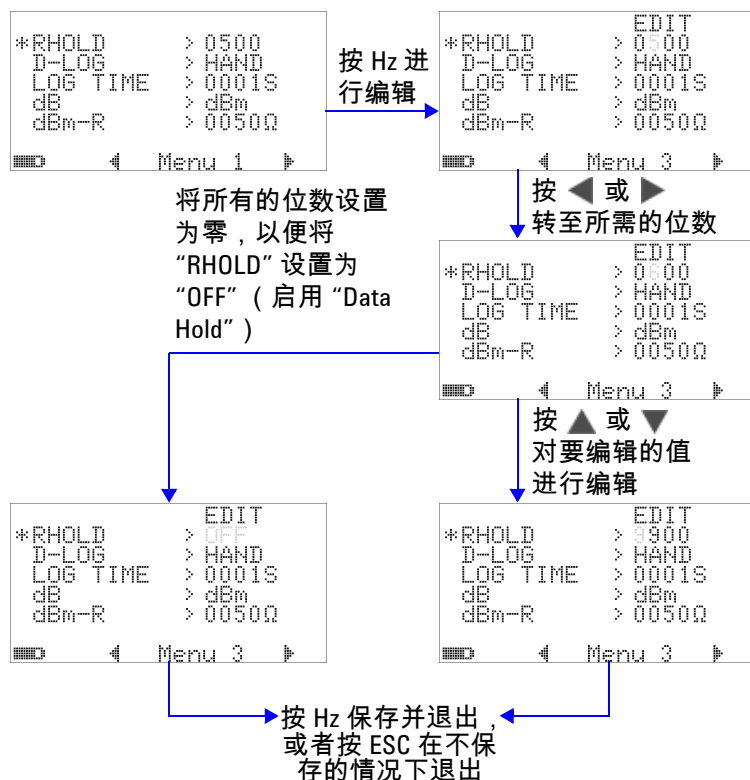 *RHOLD > 0500
D-LOG > HAND
LOG TIME > 0001S
dB > dBm
dBm-R > 0050Ω
Menu 1
按 Hz 进
行编辑
EDIT
*RHOLD > 0500
D-LOG > HAND
LOG TIME > 0001S
dB > dBm
dBm-R > 0050Ω
Menu 3
按 ◀ 或 ▶
转至所需的位数
将所有的位数设置
为零，以便将
“RHOLD” 设置为
“OFF” （启用 “Data
Hold”）
EDIT
*RHOLD > 0600
D-LOG > HAND
LOG TIME > 0001S
dB > dBm
dBm-R > 0050Ω
Menu 3
按 ▲ 或 ▼
对要编辑的值
进行编辑
EDIT
*RHOLD > OFF
D-LOG > HAND
LOG TIME > 0001S
dB > dBm
dBm-R > 0050Ω
Menu 3
EDIT
*RHOLD > 9900
D-LOG > HAND
LOG TIME > 0001S
dB > dBm
dBm-R > 0050Ω
Menu 3
按 Hz 保存并退出，
或者按 ESC 在不保
存的情况下退出